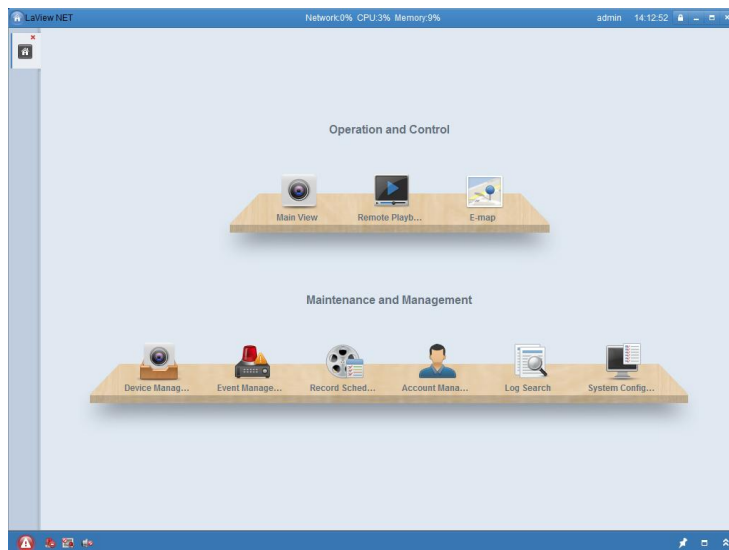 LaView NET Network:0% CPU:3% Memory:9% admin 14:12:52
Operation and Control
Main View Remote Playb... E-map
Maintenance and Management
Device Manag... Event Manage... Record Sched... Account Mana... Log Search System Config...